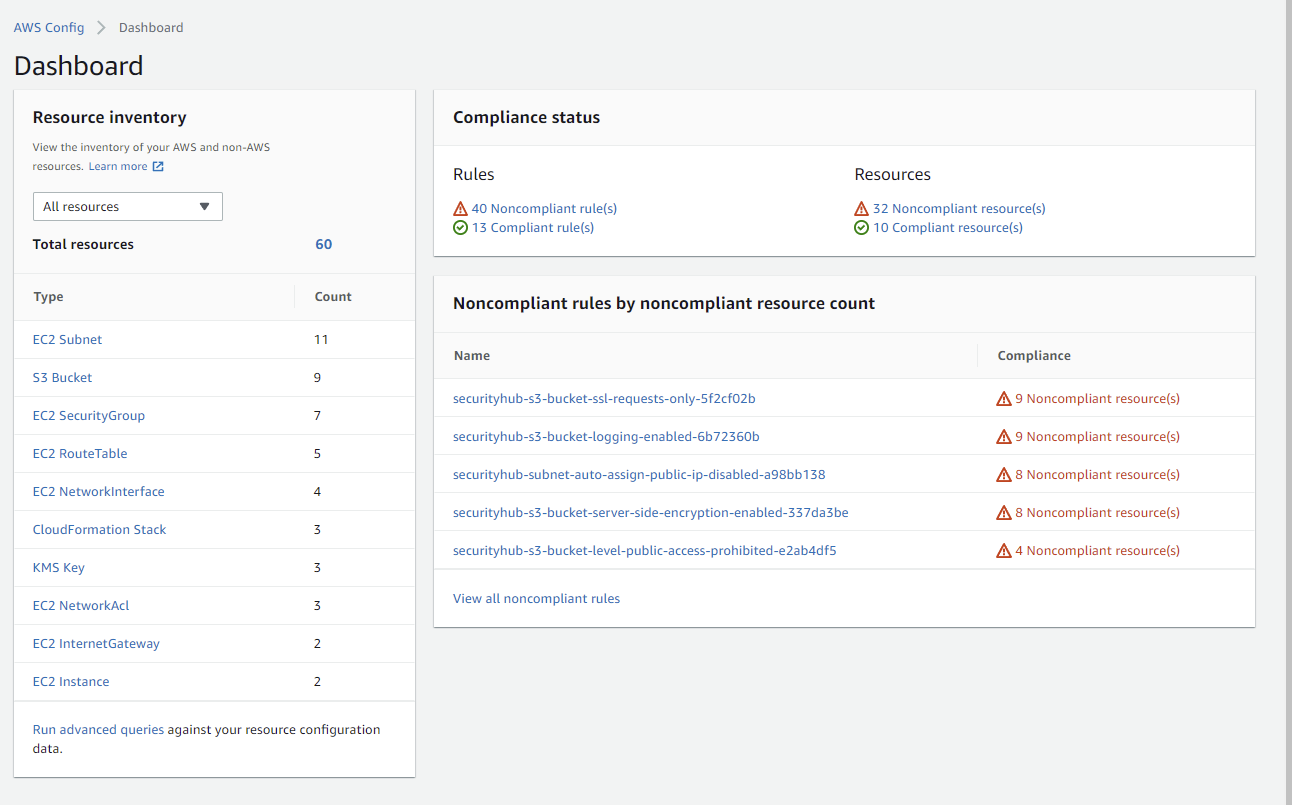 AWS Config > Dashboard
Dashboard
Resource inventory
View the inventory of your AWS and non-AWS
resources. Learn more
All resources
Total resources 60
Type Count
EC2 Subnet 11
S3 Bucket 9
EC2 SecurityGroup 7
EC2 RouteTable 5
EC2 NetworkInterface 4
CloudFormation Stack 3
KMS Key 3
EC2 NetworkAcl 3
EC2 InternetGateway 2
EC2 Instance 2
Run advanced queries against your resource configuration
data.
Compliance status
Rules
40 Noncompliant rule(s)
13 Compliant rule(s)
Resources
32 Noncompliant resource(s)
10 Compliant resource(s)
Noncompliant rules by noncompliant resource count
Name Compliance
securityhub-s3-bucket-ssl-requests-only-5f2cf02b 9 Noncompliant resource(s)
securityhub-s3-bucket-logging-enabled-6b72360b 9 Noncompliant resource(s)
securityhub-subnet-auto-assign-public-ip-disabled-a98bb138 8 Noncompliant resource(s)
securityhub-s3-bucket-server-side-encryption-enabled-337da3be 8 Noncompliant resource(s)
securityhub-s3-bucket-level-public-access-prohibited-e2ab4df5 4 Noncompliant resource(s)
View all noncompliant rules